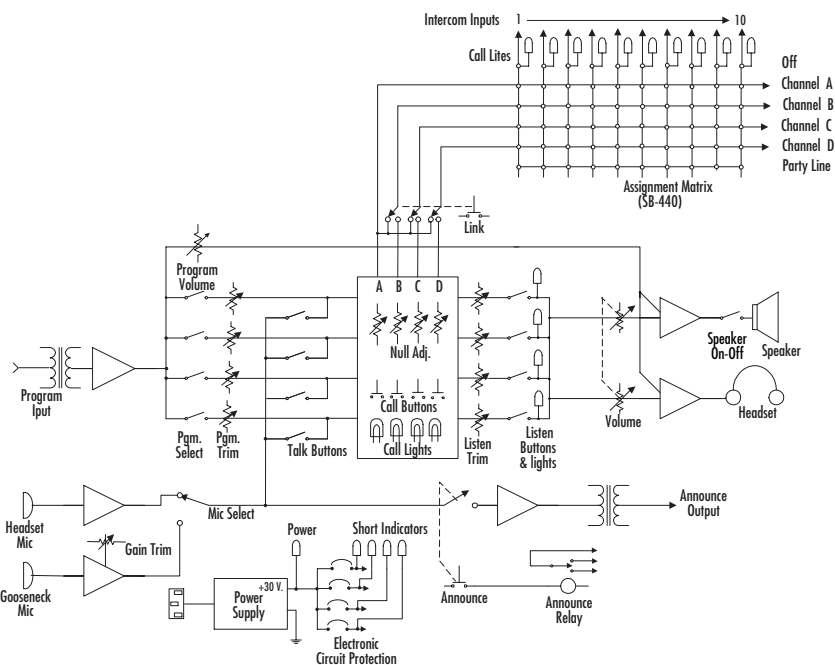 Intercom Inputs 1 10
Call Lites
Off
Channel A
Channel B
Channel C
Channel D
Party Line
Assignment Matrix
(SB-440)
Link
Program
Volume
A B C D
Null Adj.
Call Buttons
Call Lights
Program
Iput
Pgm.
Select
Pgm.
Trim
Talk Buttons
Listen
Trim
Listen
Buttons
& lights
Volume
Speaker
On-Off
Speaker
Headset
Headset
Mic
Mic Select
Gain Trim
Gooseneck
Mic
Announce
Output
Power
Short Indicators
+30 V.
Power
Supply
Electronic
Circuit Protection
Announce
Announce
Relay